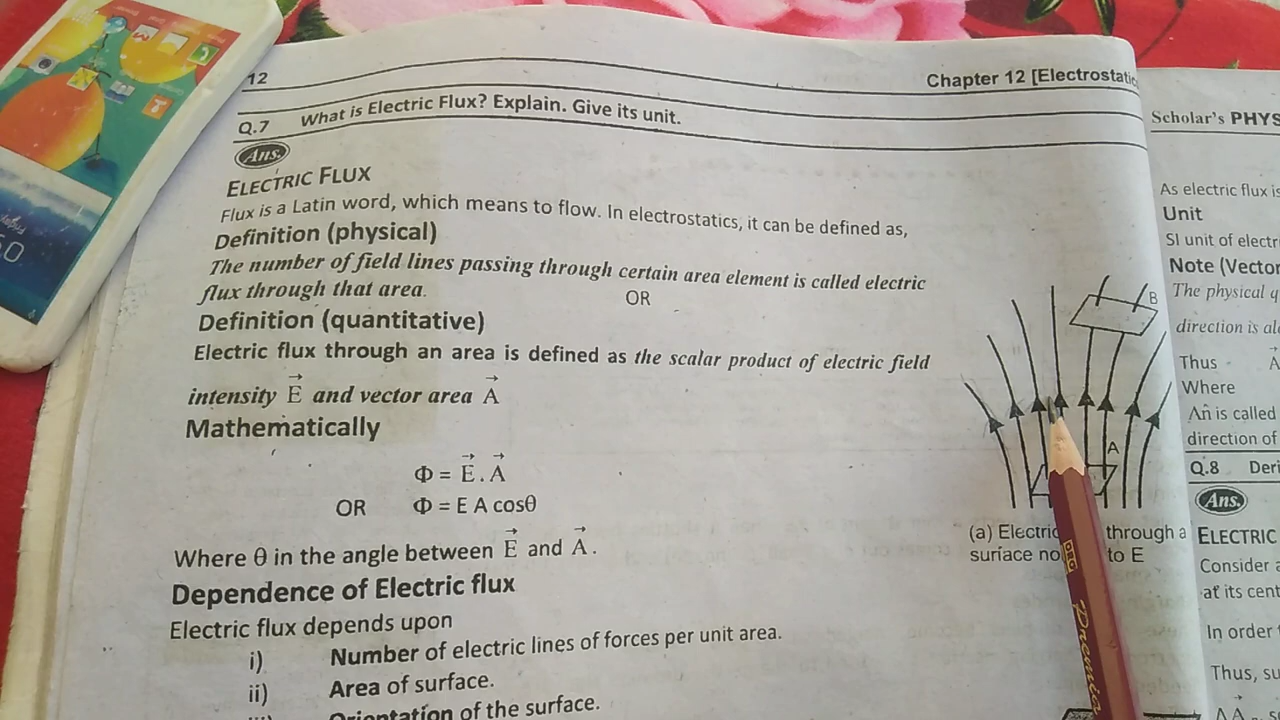 12
Chapter 12 [Electrostatic
Q.7 What is Electric Flux? Explain. Give its unit.
Ans.
ELECTRIC FLUX
Flux is a Latin word, which means to flow. In electrostatics, it can be defined as,
Definition (physical)
The number of field lines passing through certain area element is called electric
flux through that area.
OR
Definition (quantitative)
Electric flux through an area is defined as the scalar product of electric field
intensity E⃗ and vector area A⃗
Mathematically
Φ = E⃗ . A⃗
OR Φ = E A cosθ
Where θ in the angle between E⃗ and A⃗.
Dependence of Electric flux
Electric flux depends upon
i) Number of electric lines of forces per unit area.
ii) Area of surface.
Orientation of the surface.
B
A
(a) Electric through a
surface no to E
Scholar's PHYS
As electric flux is
Unit
SI unit of electr
Note (Vector
The physical q
direction is al
Thus A⃗
Where
An̂ is called
direction of
Q.8 Deri
Ans.
ELECTRIC
Consider a
at its cent
In order t
Thus, su
Premia